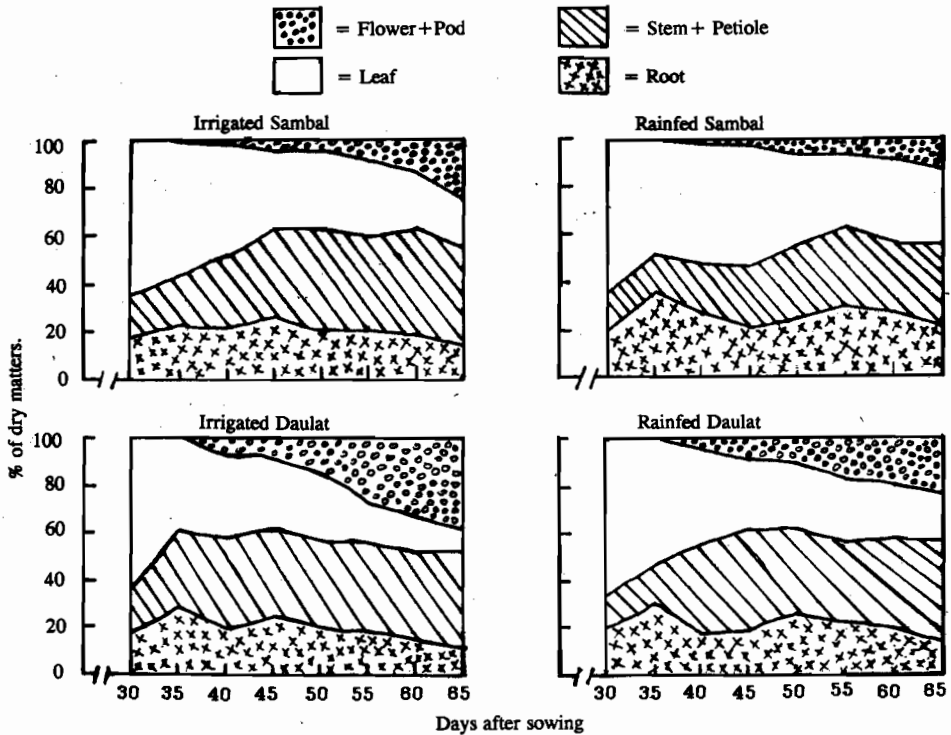 = Flower+Pod
= Stem+ Petiole
= Leaf
= Root
Irrigated Sambal
Rainfed Sambal
100
80
60
40
20
0
% of dry matters.
Irrigated Daulat
Rainfed Daulat
100
80
60
40
20
0
30 35 40 45 50 55 60 65
30 35 40 45 50 55 60 65
Days after sowing